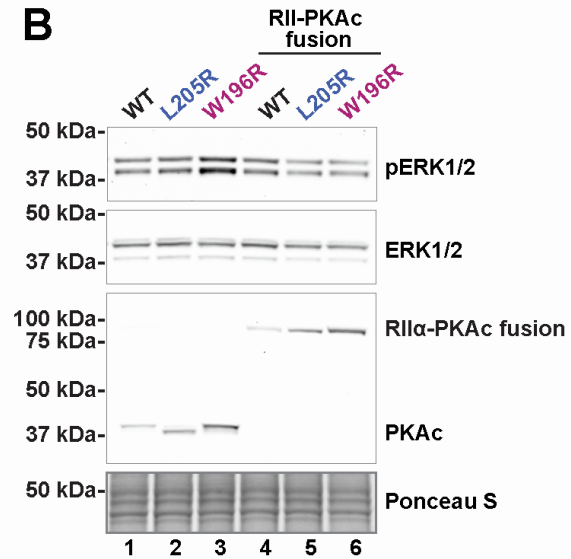 B
RII-PKAc
fusion
WT
L205R
W196R
WT
L205R
W196R
50 kDa-
37 kDa-
pERK1/2
50 kDa-
37 kDa-
ERK1/2
100 kDa-
75 kDa-
50 kDa-
37 kDa-
RIIα-PKAc fusion
PKAc
50 kDa-
Ponceau S
1 2 3 4 5 6